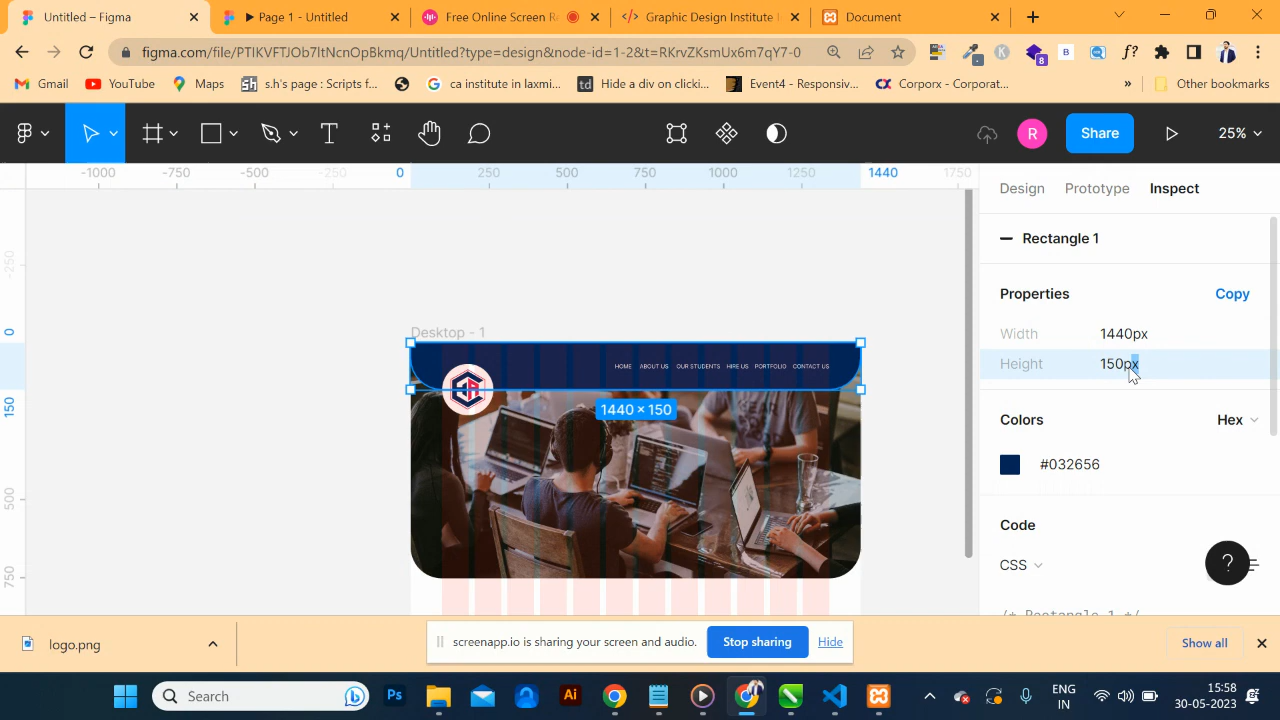 Untitled – Figma
Page 1 - Untitled
Free Online Screen R
Graphic Design Institute
Document
figma.com/file/PTIKVFTJOb7ltNcnOpBkmq/Untitled?type=design&node-id=1-2&t=RKrvZKSmUx6m7qY7-0
Gmail
YouTube
Maps
s.h's page : Scripts f...
ca institute in laxmi...
Hide a div on clicki...
Event4 - Responsiv...
Corporx - Corporat...
»
Other bookmarks
R
Share
25%
-1000 -750 -500 -250 0 250 500 750 1000 1250 1440 1750
Design Prototype Inspect
-250
0
150
500
750
Rectangle 1
Properties Copy
Width 1440px
Height 150px
Desktop - 1
HOME ABOUT US OUR STUDENTS HIRE US PORTFOLIO CONTACT US
1440 × 150
Colors Hex
#032656
Code
CSS
/* Rectangle 1 */
?
logo.png
screenapp.io is sharing your screen and audio.
Stop sharing
Hide
Show all
Search
Ps
Ai
ENG
IN
15:58
30-05-2023